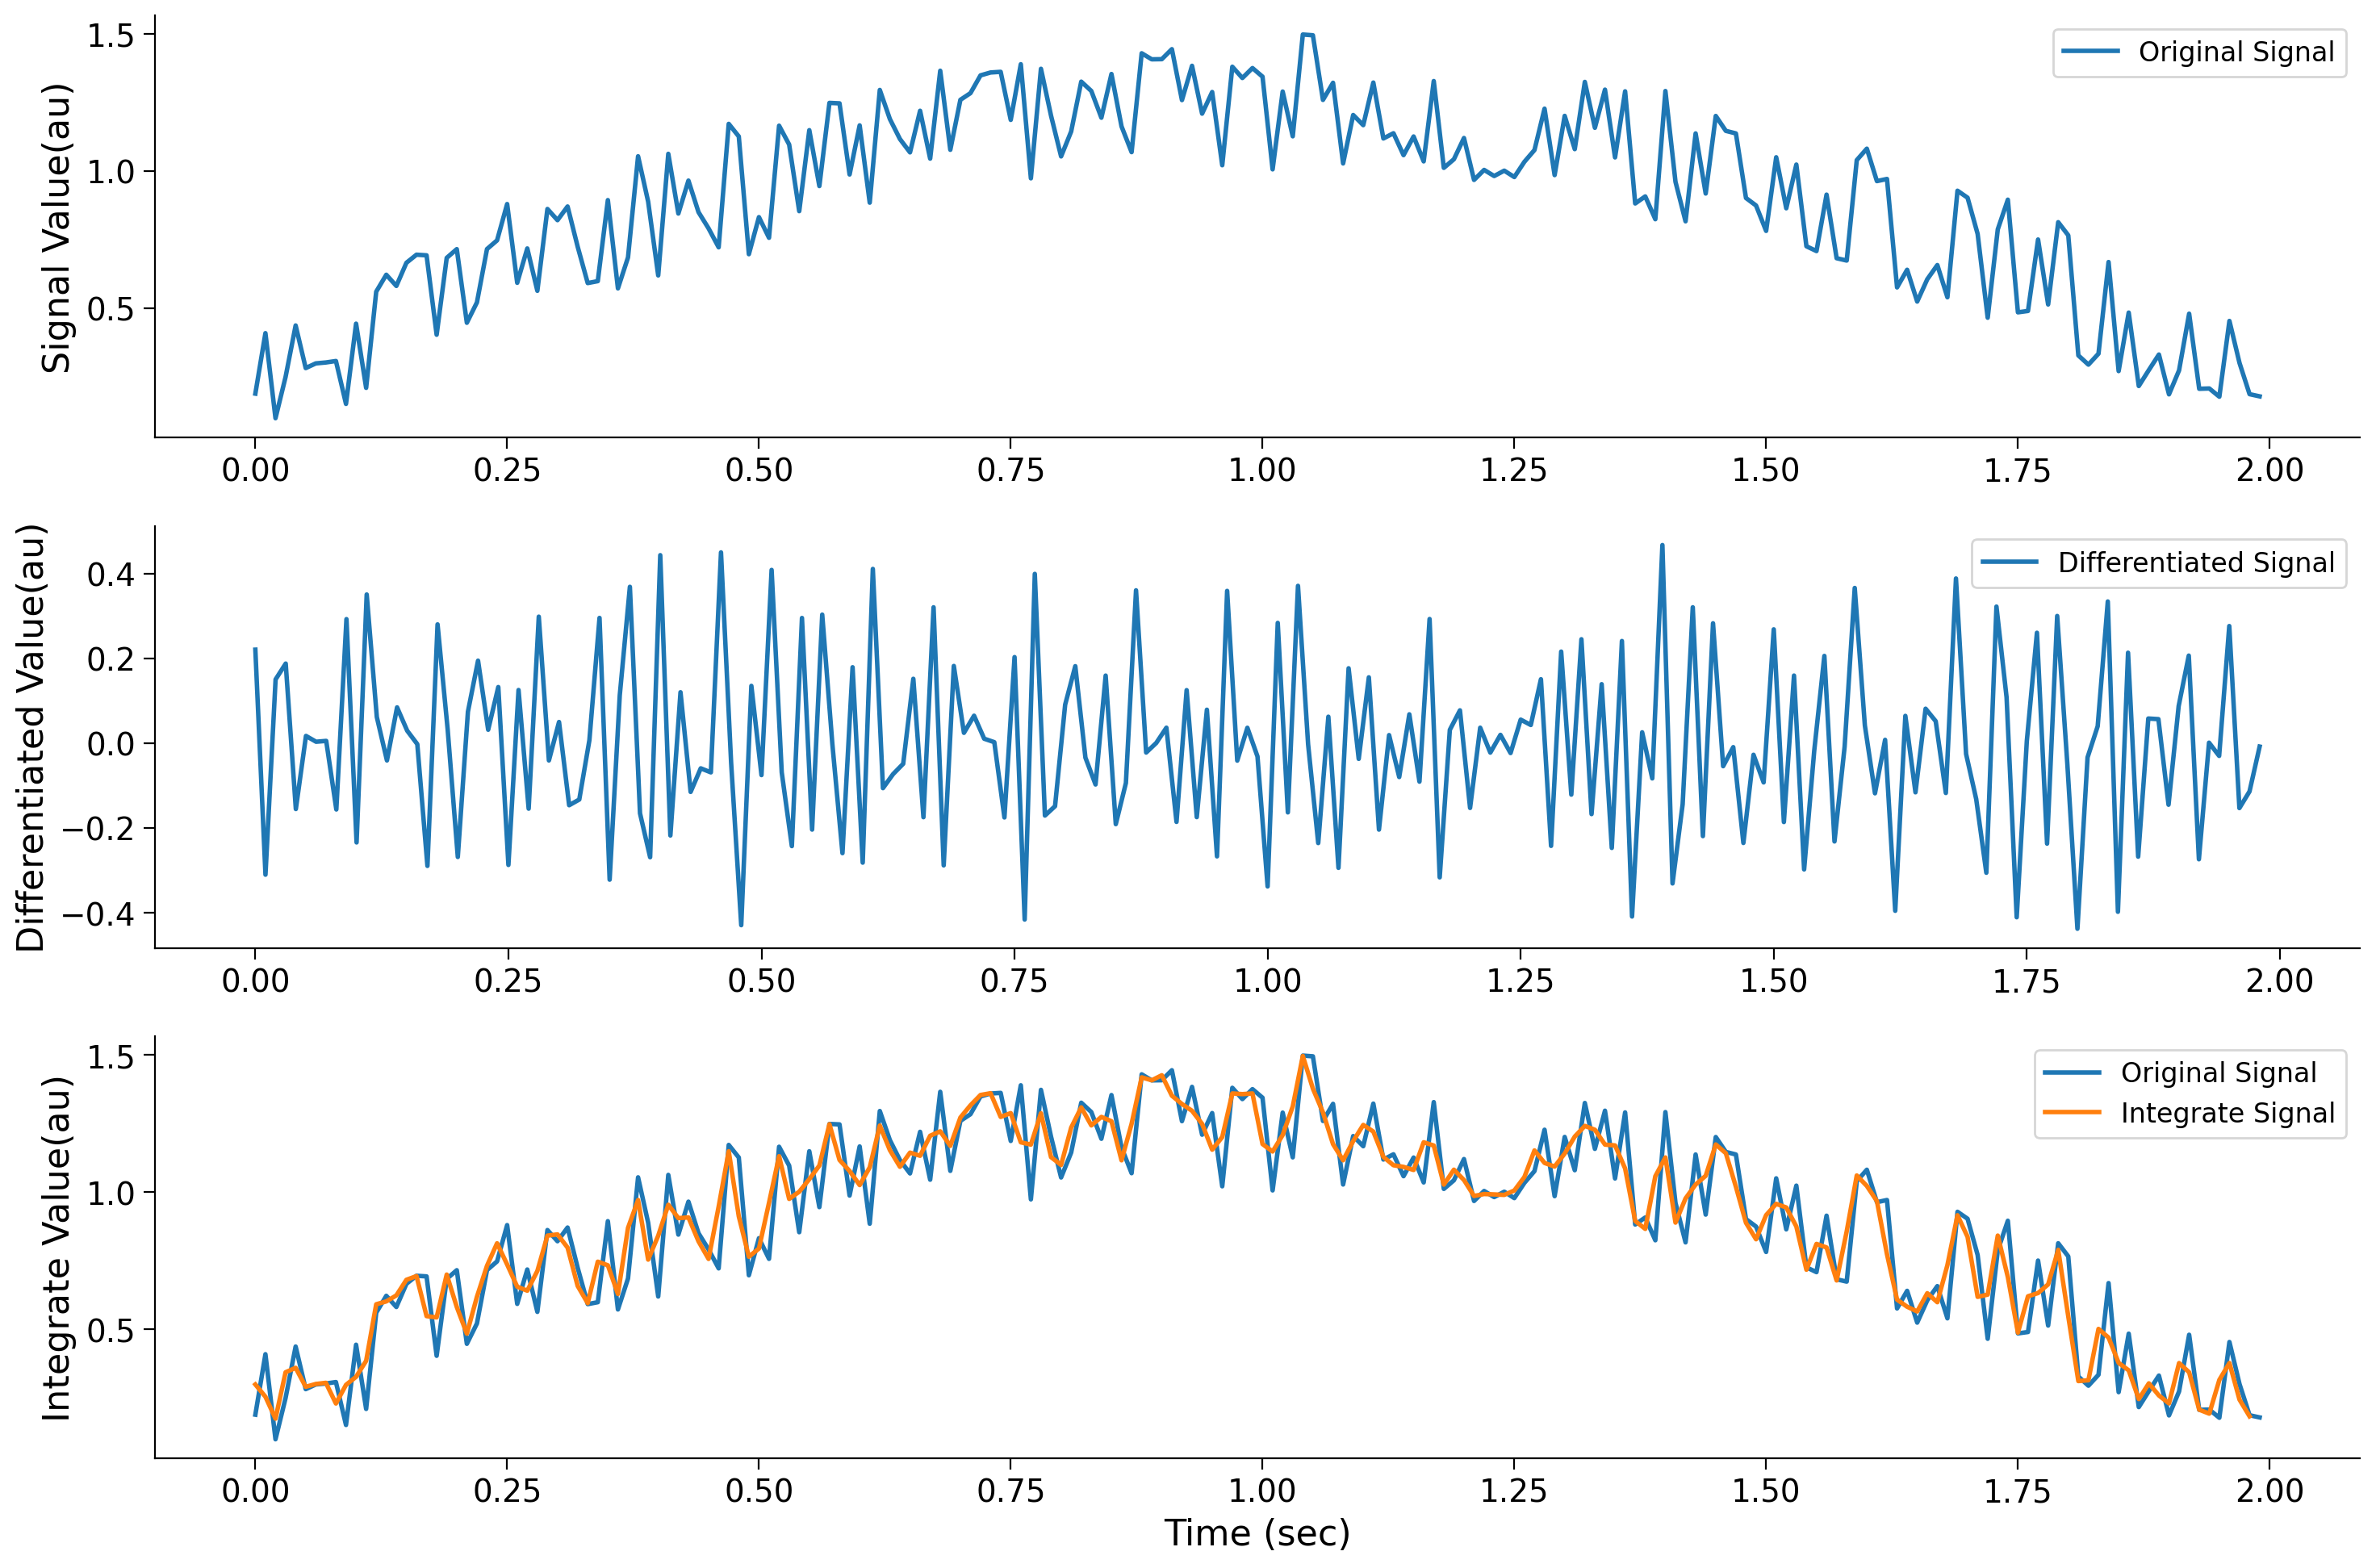 Signal Value(au)
1.5
1.0
0.5
Original Signal
0.00 0.25 0.50 0.75 1.00 1.25 1.50 1.75 2.00
Differentiated Value(au)
0.4
0.2
0.0
−0.2
−0.4
Differentiated Signal
0.00 0.25 0.50 0.75 1.00 1.25 1.50 1.75 2.00
Integrate Value(au)
1.5
1.0
0.5
Original Signal
Integrate Signal
0.00 0.25 0.50 0.75 1.00 1.25 1.50 1.75 2.00
Time (sec)